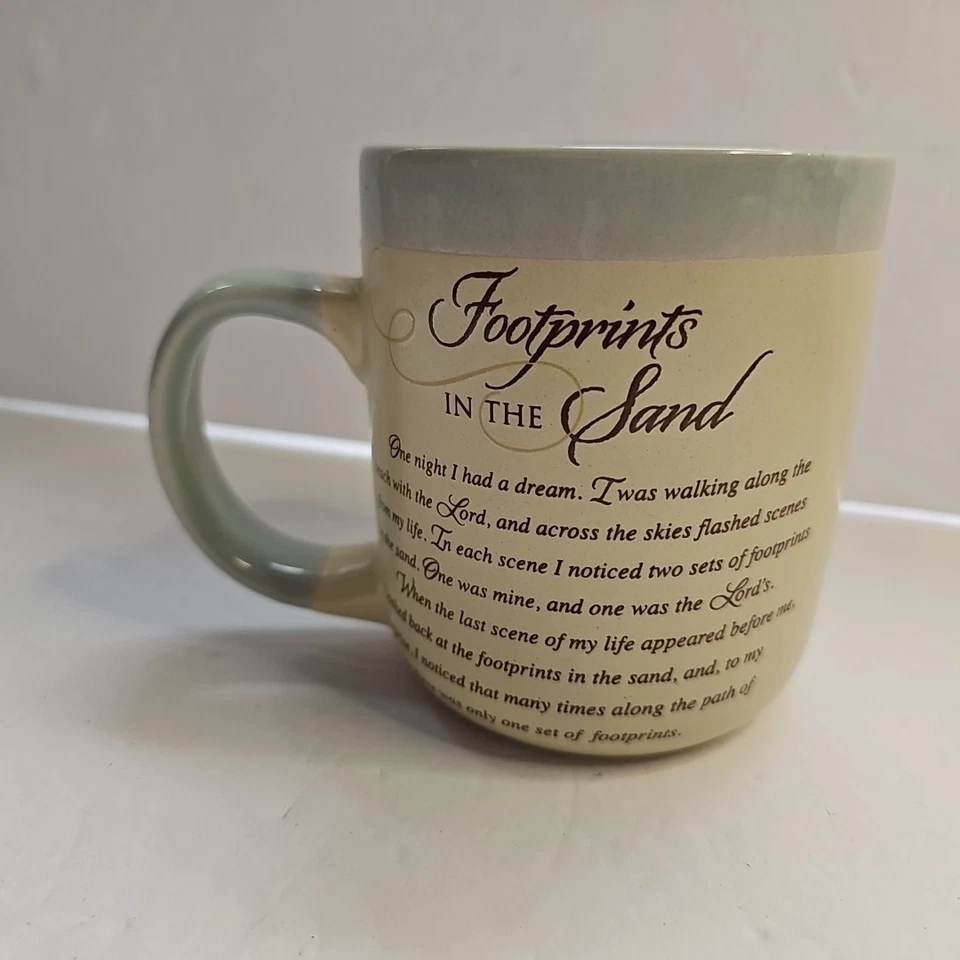 Footprints
IN THE Sand
One night I had a dream. I was walking along the
with the Lord, and across the skies flashed scenes
my life. In each scene I noticed two sets of footprints
sand. One was mine, and one was the Lord's.
When the last scene of my life appeared before me,
back at the footprints in the sand, and, to my
I noticed that many times along the path of
was only one set of footprints.